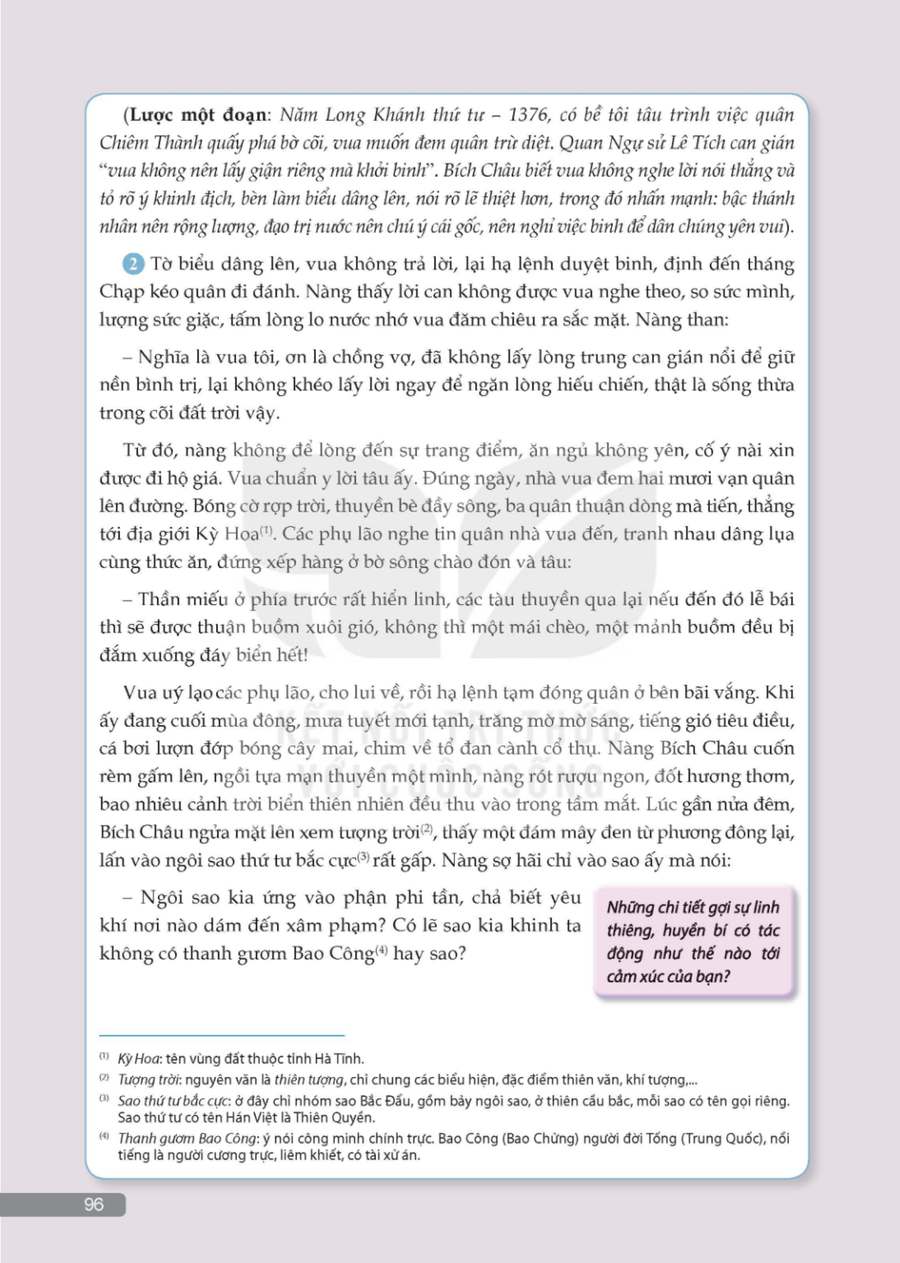 (Lược một đoạn: Năm Long Khánh thứ tư – 1376, có bề tôi tâu trình việc quân
Chiêm Thành quấy phá bờ cõi, vua muốn đem quân trừ diệt. Quan Ngự sử Lê Tích can gián
“vua không nên lấy giận riêng mà khởi binh”. Bích Châu biết vua không nghe lời nói thẳng và
tỏ rõ ý khinh địch, bèn làm biểu dâng lên, nói rõ lẽ thiệt hơn, trong đó nhấn mạnh: bậc thánh
nhân nên rộng lượng, đạo trị nước nên chú ý cái gốc, nên nghỉ việc binh để dân chúng yên vui).
2 Tờ biểu dâng lên, vua không trả lời, lại hạ lệnh duyệt binh, định đến tháng
Chạp kéo quân đi đánh. Nàng thấy lời can không được vua nghe theo, so sức mình,
lượng sức giặc, tấm lòng lo nước nhớ vua đăm chiêu ra sắc mặt. Nàng than:
– Nghĩa là vua tôi, ơn là chồng vợ, đã không lấy lòng trung can gián nổi để giữ
nền bình trị, lại không khéo lấy lời ngay để ngăn lòng hiếu chiến, thật là sống thừa
trong cõi đất trời vậy.
Từ đó, nàng không để lòng đến sự trang điểm, ăn ngủ không yên, cố ý nài xin
được đi hộ giá. Vua chuẩn y lời tâu ấy. Đúng ngày, nhà vua đem hai mươi vạn quân
lên đường. Bóng cờ rợp trời, thuyền bè đầy sông, ba quân thuận dòng mà tiến, thẳng
tới địa giới Kỳ Hoa(1). Các phụ lão nghe tin quân nhà vua đến, tranh nhau dâng lụa
cùng thức ăn, đứng xếp hàng ở bờ sông chào đón và tâu:
– Thần miếu ở phía trước rất hiển linh, các tàu thuyền qua lại nếu đến đó lễ bái
thì sẽ được thuận buồm xuôi gió, không thì một mái chèo, một mảnh buồm đều bị
đắm xuống đáy biển hết!
Vua uý lạo các phụ lão, cho lui về, rồi hạ lệnh tạm đóng quân ở bên bãi vắng. Khi
ấy đang cuối mùa đông, mưa tuyết mới tạnh, trăng mờ mờ sáng, tiếng gió tiêu điều,
cá bơi lượn đớp bóng cây mai, chim về tổ đan cành cổ thụ. Nàng Bích Châu cuốn
rèm gấm lên, ngồi tựa mạn thuyền một mình, nàng rót rượu ngon, đốt hương thơm,
bao nhiêu cảnh trời biển thiên nhiên đều thu vào trong tầm mắt. Lúc gần nửa đêm,
Bích Châu ngửa mặt lên xem tượng trời(2), thấy một đám mây đen từ phương đông lại,
lấn vào ngôi sao thứ tư bắc cực(3) rất gấp. Nàng sợ hãi chỉ vào sao ấy mà nói:
– Ngôi sao kia ứng vào phận phi tần, chả biết yêu
khí nơi nào dám đến xâm phạm? Có lẽ sao kia khinh ta
không có thanh gươm Bao Công(4) hay sao?
Những chi tiết gợi sự linh
thiêng, huyền bí có tác
động như thế nào tới
cảm xúc của bạn?
(1) Kỳ Hoa: tên vùng đất thuộc tỉnh Hà Tĩnh.
(2) Tượng trời: nguyên văn là thiên tượng, chỉ chung các biểu hiện, đặc điểm thiên văn, khí tượng,...
(3) Sao thứ tư bắc cực: ở đây chỉ nhóm sao Bắc Đẩu, gồm bảy ngôi sao, ở thiên cầu bắc, mỗi sao có tên gọi riêng.
Sao thứ tư có tên Hán Việt là Thiên Quyền.
(4) Thanh gươm Bao Công: ý nói công minh chính trực. Bao Công (Bao Chửng) người đời Tống (Trung Quốc), nổi
tiếng là người cương trực, liêm khiết, có tài xử án.
96
KẾT NỐI TRI THỨC
VỚI CUỘC SỐNG